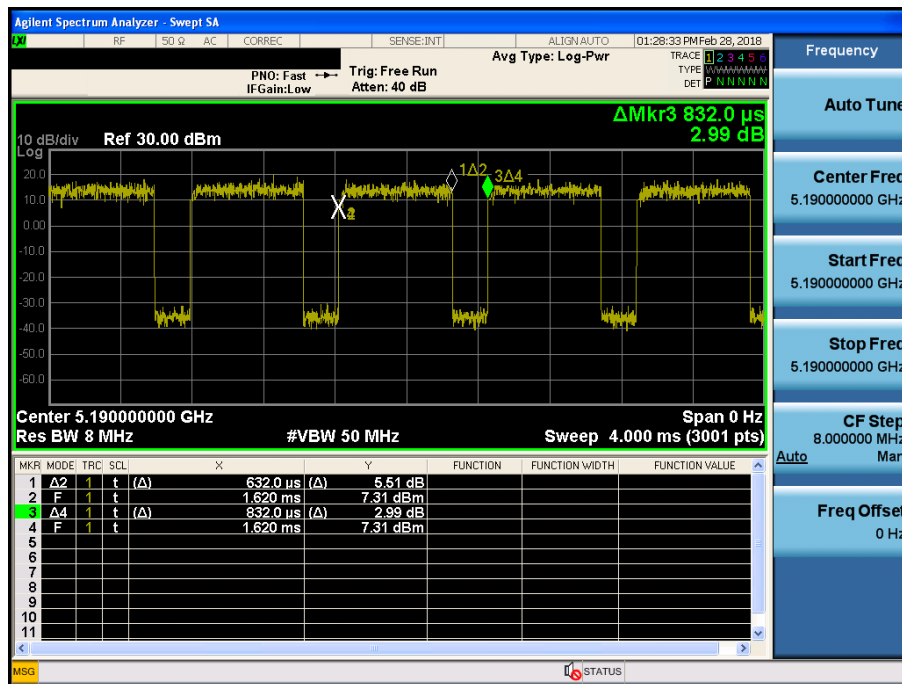 Agilent Spectrum Analyzer - Swept SA
LXI RF 50 Ω AC CORREC SENSE:INT ALIGN AUTO 01:28:33 PM Feb 28, 2018
Avg Type: Log-Pwr
TRACE 1 2 3 4 5 6
TYPE WWWWWW
DET P N N N N N
PNO: Fast
IFGain:Low
Trig: Free Run
Atten: 40 dB
ΔMkr3 832.0 µs
2.99 dB
10 dB/div Ref 30.00 dBm
Log
20.0
10.0
0.00
-10.0
-20.0
-30.0
-40.0
-50.0
-60.0
1Δ2
3Δ4
Center 5.190000000 GHz Span 0 Hz
Res BW 8 MHz #VBW 50 MHz Sweep 4.000 ms (3001 pts)
MKR MODE TRC SCL X Y FUNCTION FUNCTION WIDTH FUNCTION VALUE
1 Δ2 1 t (Δ) 632.0 µs (Δ) 5.51 dB
2 F 1 t 1.620 ms 7.31 dBm
3 Δ4 1 t (Δ) 832.0 µs (Δ) 2.99 dB
4 F 1 t 1.620 ms 7.31 dBm
5
6
7
8
9
10
11
MSG STATUS
Frequency
Auto Tune
Center Freq
5.190000000 GHz
Start Freq
5.190000000 GHz
Stop Freq
5.190000000 GHz
CF Step
8.000000 MHz
Auto Man
Freq Offset
0 Hz